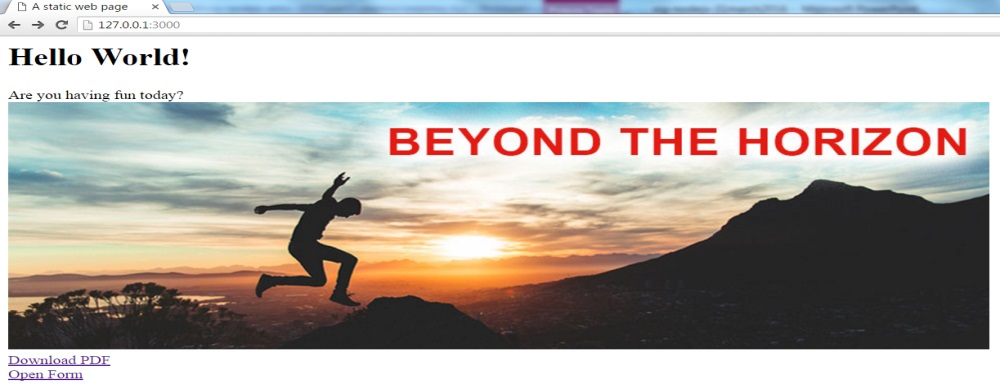 A static web page
127.0.0.1:3000
Hello World!
Are you having fun today?
BEYOND THE HORIZON
Download PDF
Open Form